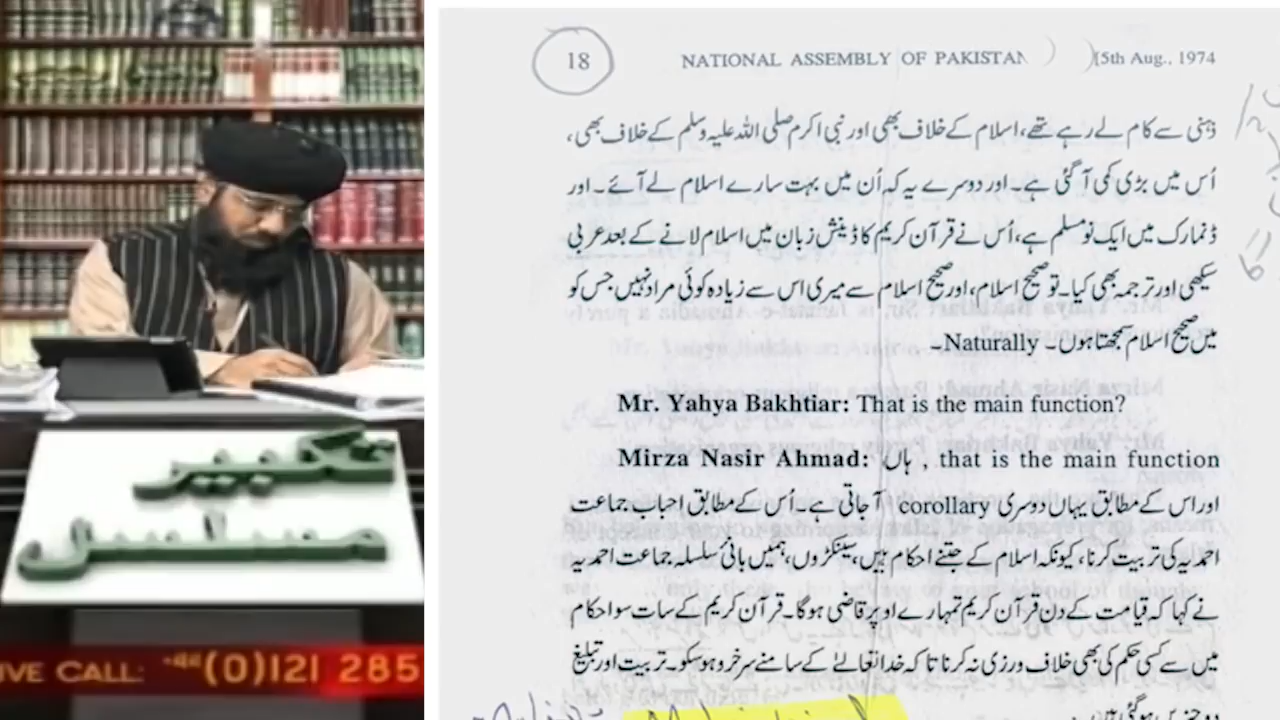 تکبیر
مسلسل
IVE CALL: +44(0)121 285
18
NATIONAL ASSEMBLY OF PAKISTAN
[5th Aug., 1974
ذہنی سے کام لے رہے تھے، اسلام کے خلاف بھی اور نبی اکرم صلی اللہ علیہ وسلم کے خلاف بھی،
اُس میں بڑی کمی آ گئی ہے۔ اور دوسرے یہ کہ اُن میں بہت سارے اسلام لے آئے۔ اور
ڈنمارک میں ایک نومسلم ہے، اُس نے قرآن کریم کا ڈینش زبان میں اسلام لانے کے بعد عربی
سیکھی اور ترجمہ بھی کیا۔ تو صحیح اسلام، اور صحیح اسلام سے میری اس سے زیادہ کوئی مراد نہیں جس کو
میں صحیح اسلام سمجھتا ہوں۔ Naturally۔
Mr. Yahya Bakhtiar: That is the main function?
Mirza Nasir Ahmad: ہاں , that is the main function
اور اس کے مطابق یہاں دوسری corollary آ جاتی ہے۔ اُس کے مطابق احباب جماعت
احمدیہ کی تربیت کرنا، کیونکہ اسلام کے جتنے احکام ہیں، سینکڑوں، ہمیں بانیٔ سلسلہ جماعت احمدیہ
نے کہا کہ قیامت کے دن قرآن کریم تمہارے اوپر قاضی ہوگا۔ قرآن کریم کے سات سو احکام
میں سے کسی حکم کی بھی خلاف ورزی نہ کرنا تاکہ خدا تعالےٰ کے سامنے سرخرو ہو سکو۔ تربیت اور تبلیغ